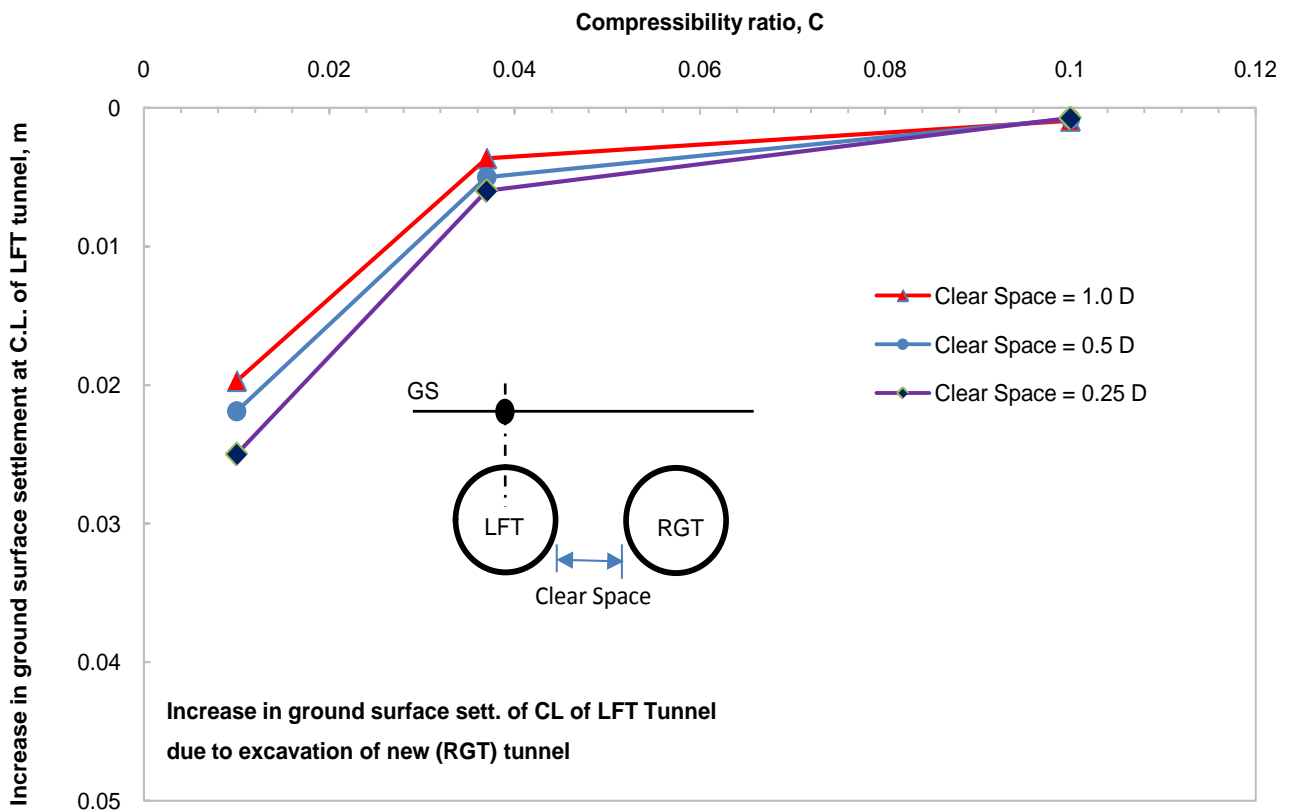 Compressibility ratio, C
0 0.02 0.04 0.06 0.08 0.1 0.12
Increase in ground surface settlement at C.L. of LFT tunnel, m
0
0.01
0.02
0.03
0.04
0.05
Clear Space = 1.0 D
Clear Space = 0.5 D
Clear Space = 0.25 D
GS
LFT RGT
Clear Space
Increase in ground surface sett. of CL of LFT Tunnel
due to excavation of new (RGT) tunnel